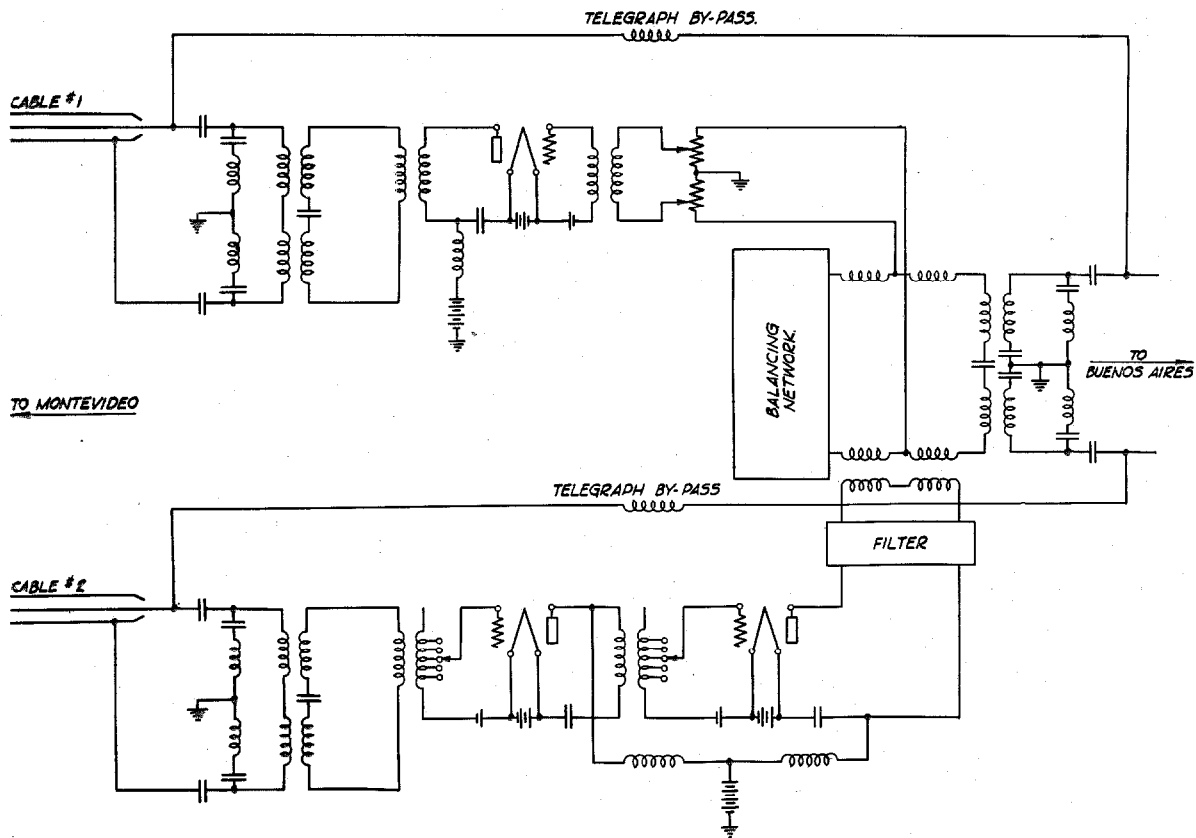 TELEGRAPH BY-PASS.
CABLE #1
BALANCING
NETWORK.
TO
BUENOS AIRES
TO MONTEVIDEO
TELEGRAPH BY-PASS
FILTER
CABLE #2